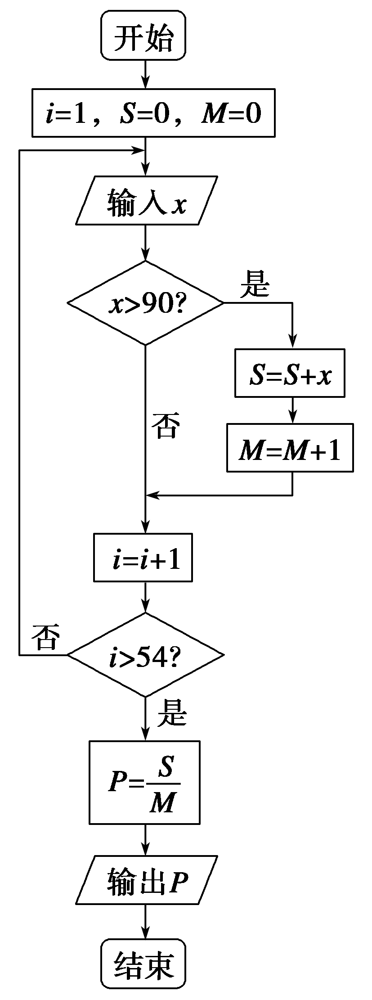 开始
i=1, S=0, M=0
输入x
x>90?
是
S=S+x
否
M=M+1
i=i+1
否
i>54?
是
P=S/M
输出P
结束